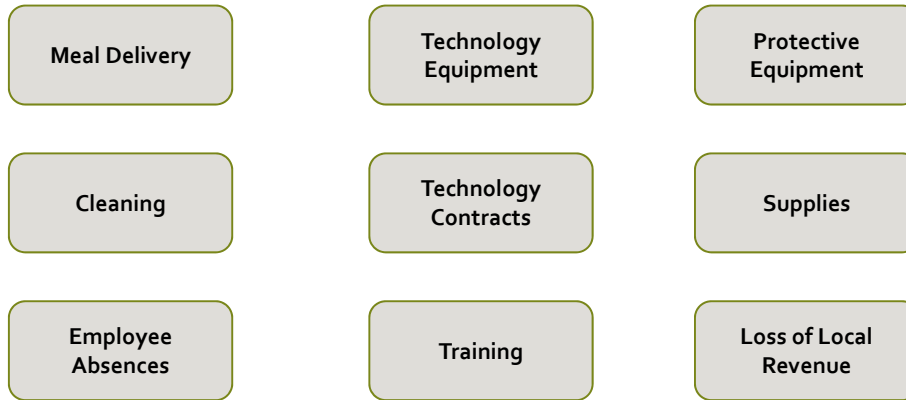 Meal Delivery
Technology
Equipment
Protective
Equipment
Cleaning
Technology
Contracts
Supplies
Employee
Absences
Training
Loss of Local
Revenue